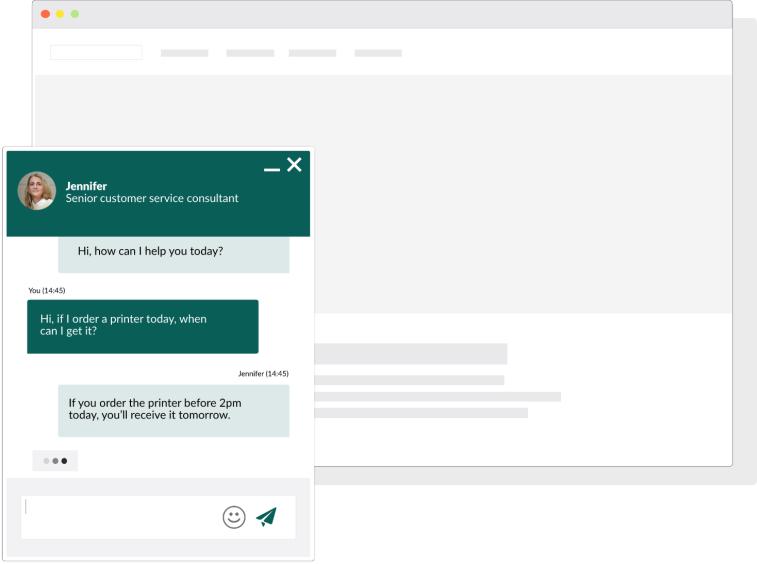 Jennifer
Senior customer service consultant
Hi, how can I help you today?
You (14:45)
Hi, if I order a printer today, when
can I get it?
Jennifer (14:45)
If you order the printer before 2pm
today, you'll receive it tomorrow.